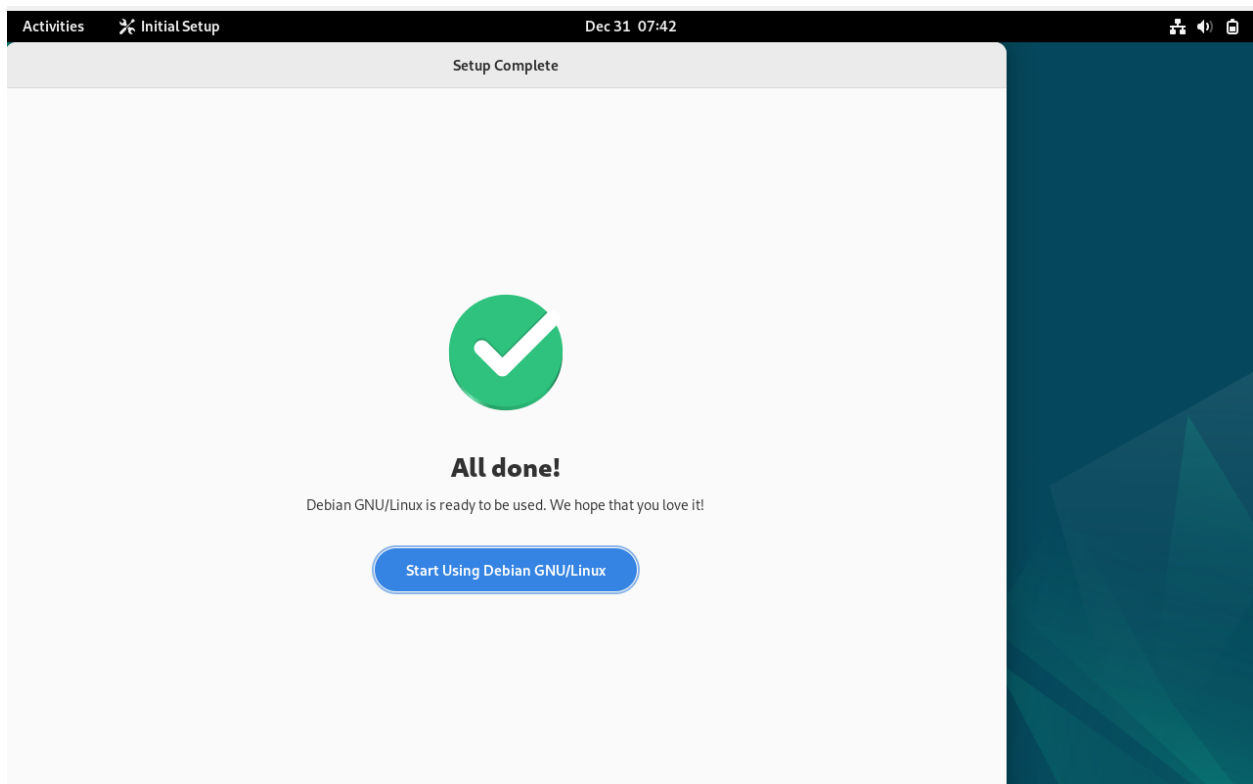 Activities Initial Setup Dec 31 07:42
Setup Complete
All done!
Debian GNU/Linux is ready to be used. We hope that you love it!
Start Using Debian GNU/Linux